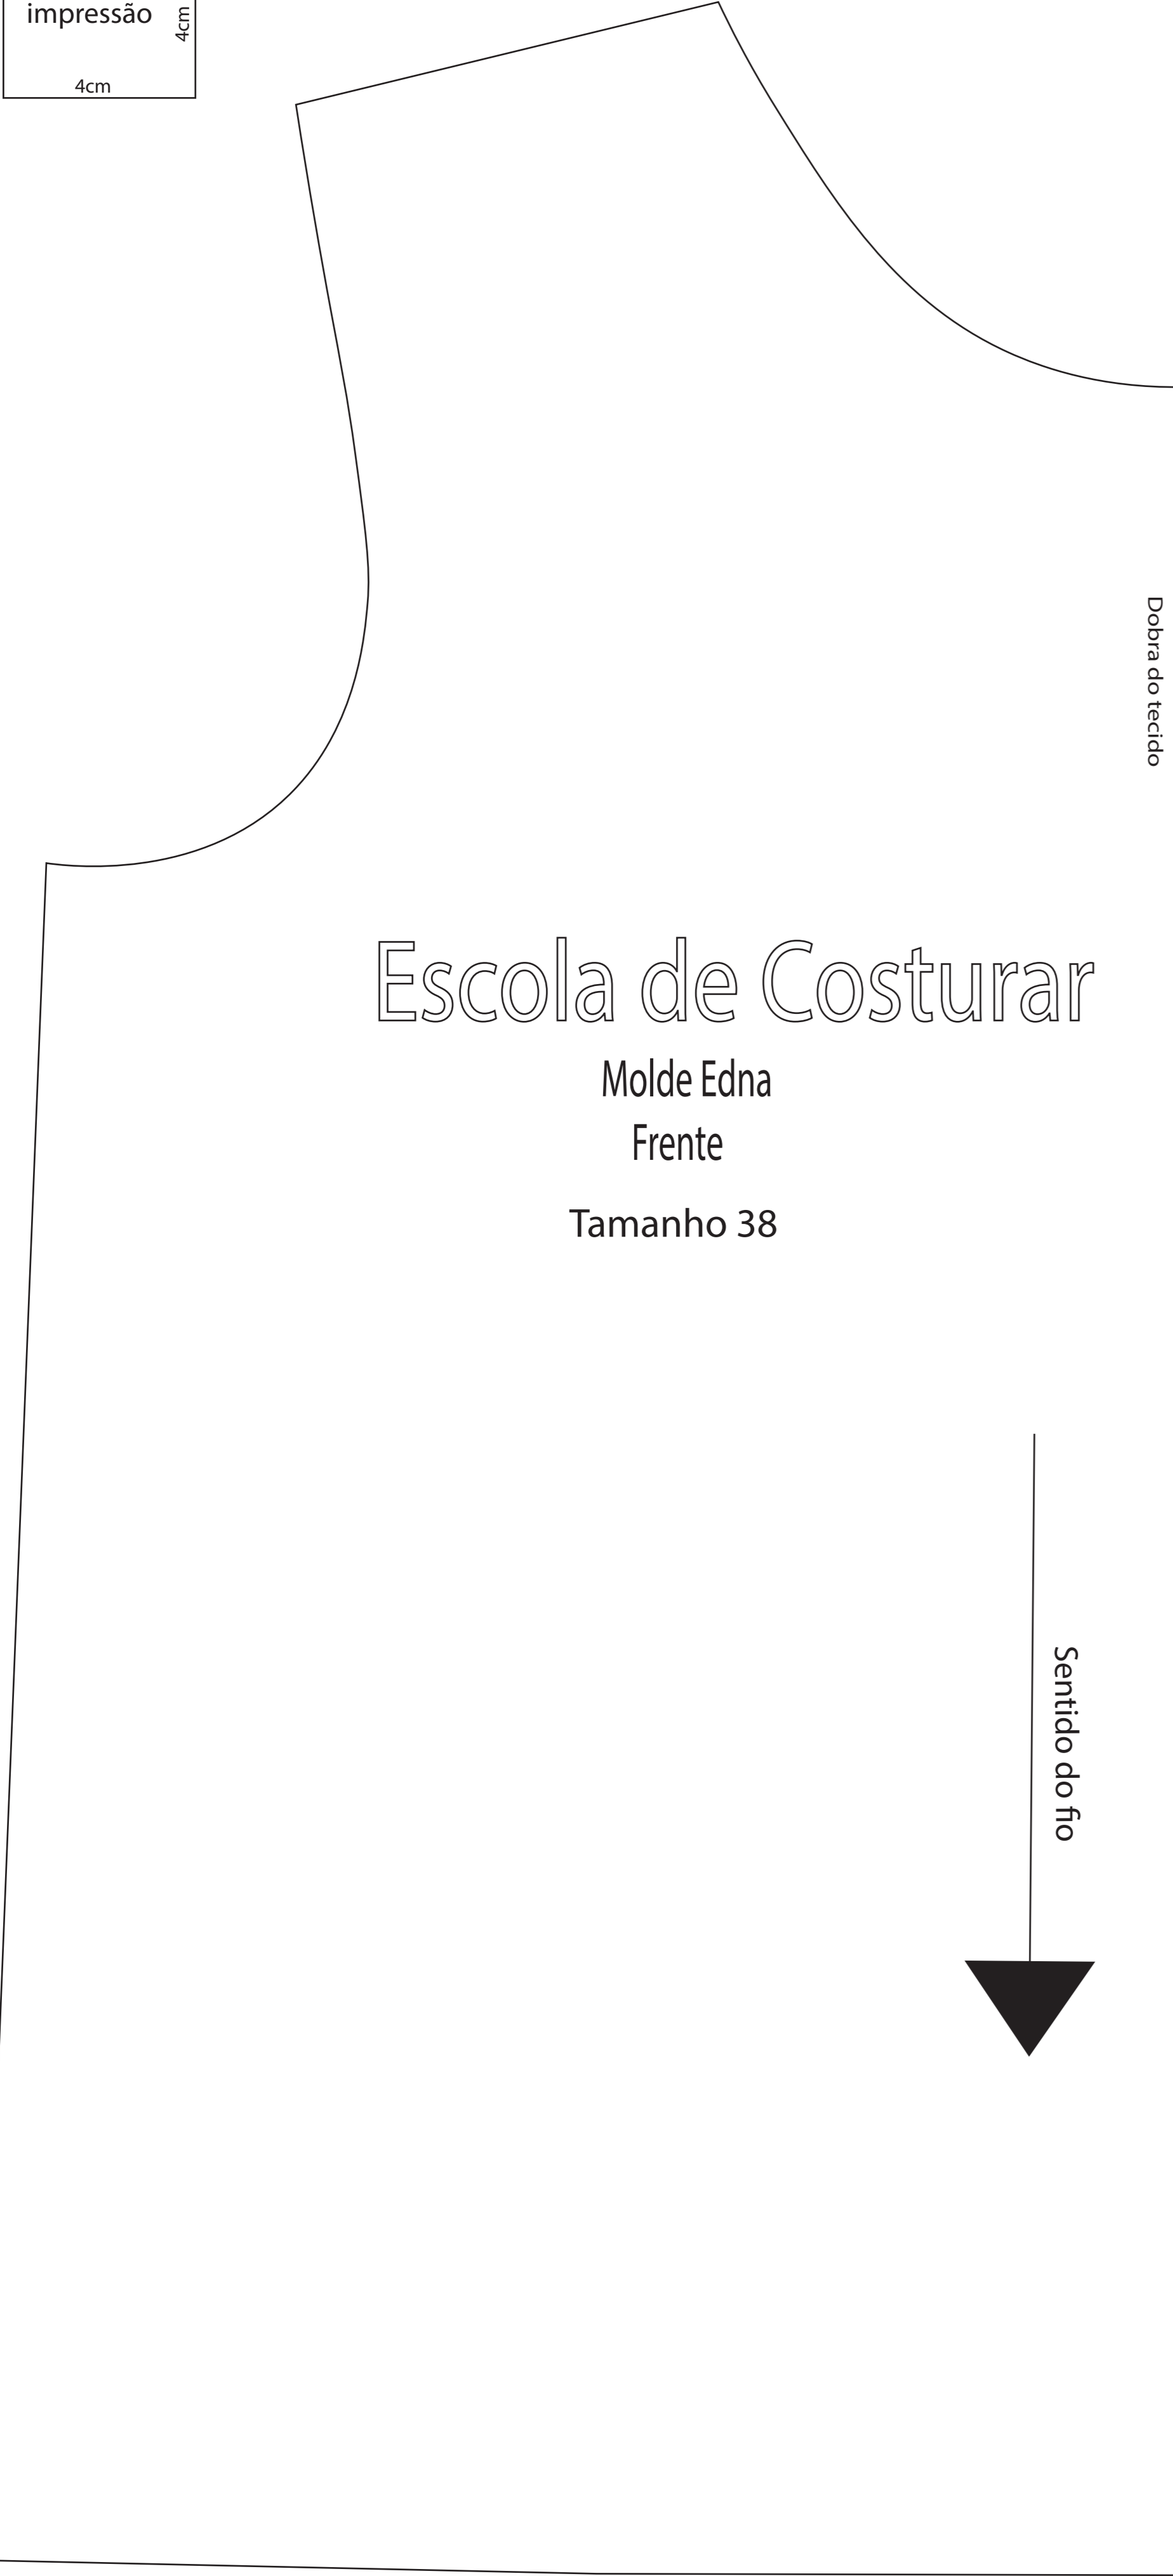 impressão
4cm
4cm
Dobra do tecido
Escola de Costurar
Molde Edna
Frente
Tamanho 38
Sentido do fio